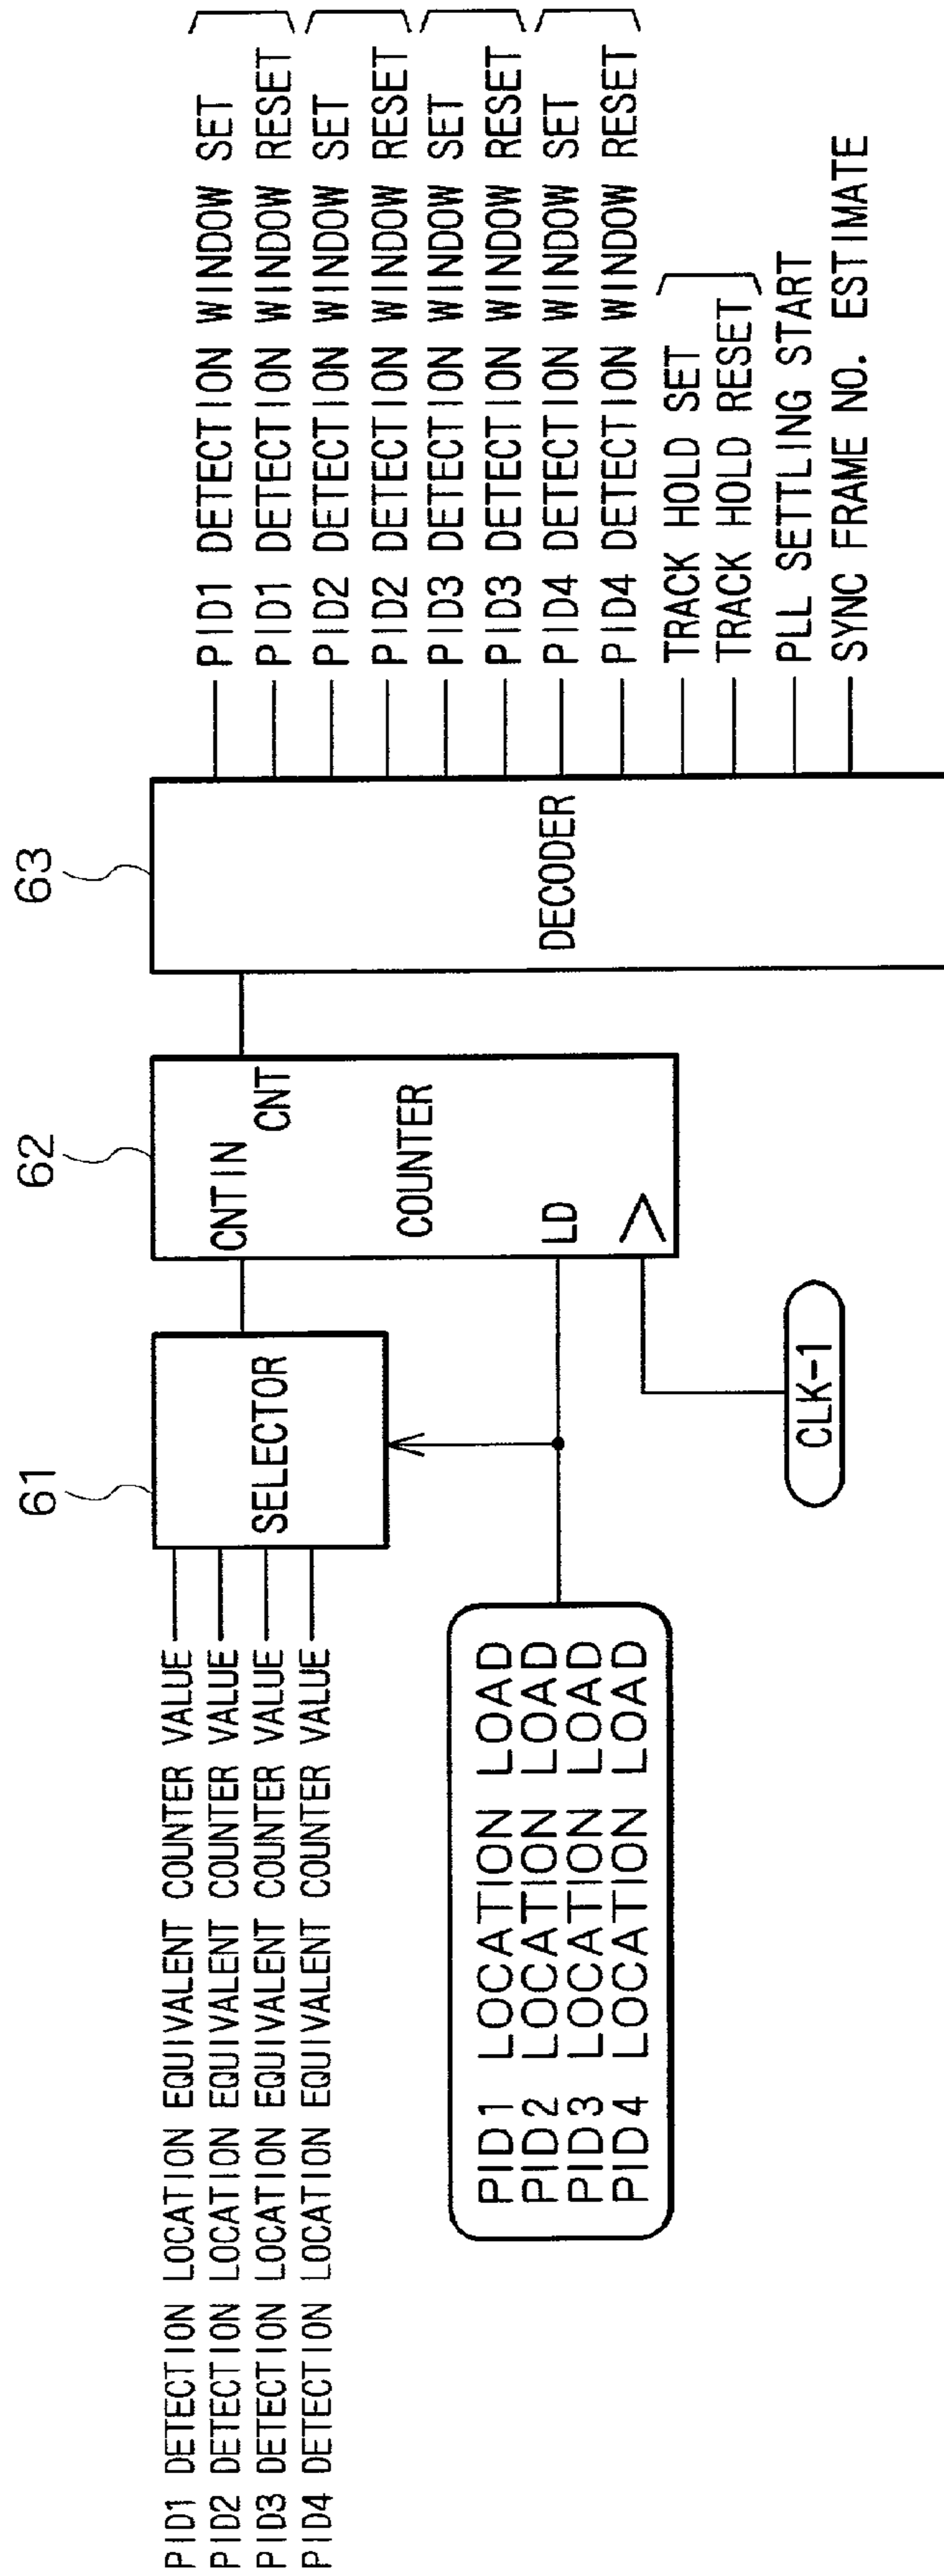 PID1 DETECTION LOCATION EQUIVALENT COUNTER VALUE
PID2 DETECTION LOCATION EQUIVALENT COUNTER VALUE
PID3 DETECTION LOCATION EQUIVALENT COUNTER VALUE
PID4 DETECTION LOCATION EQUIVALENT COUNTER VALUE
PID1 LOCATION LOAD
PID2 LOCATION LOAD
PID3 LOCATION LOAD
PID4 LOCATION LOAD
61
SELECTOR
CLK-1
62
CNTIN
CNT
COUNTER
LD
63
DECODER
PID1 DETECTION WINDOW SET
PID1 DETECTION WINDOW RESET
PID2 DETECTION WINDOW SET
PID2 DETECTION WINDOW RESET
PID3 DETECTION WINDOW SET
PID3 DETECTION WINDOW RESET
PID4 DETECTION WINDOW SET
PID4 DETECTION WINDOW RESET
TRACK HOLD SET
TRACK HOLD RESET
PLL SETTLING START
SYNC FRAME NO. ESTIMATE